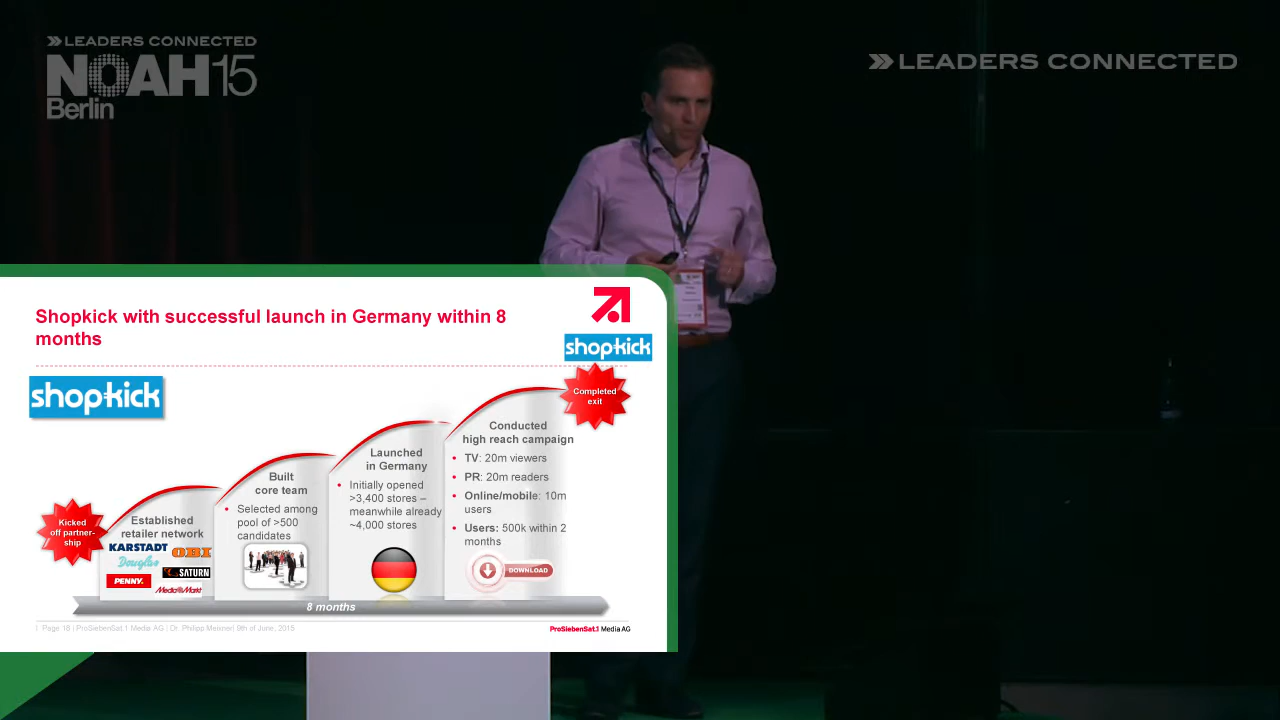 LEADERS CONNECTED
NOAH15
Berlin
LEADERS CONNECTED
Shopkick with successful launch in Germany within 8
months
shopkick
shopkick
Completed
exit
Conducted
high reach campaign
• TV: 20m viewers
• PR: 20m readers
• Online/mobile: 10m
users
• Users: 500k within 2
months
DOWNLOAD
Launched
in Germany
• Initially opened
>3,400 stores –
meanwhile already
~4,000 stores
Built
core team
• Selected among
pool of >500
candidates
Kicked
off partner-
ship
Established
retailer network
KARSTADT
OBI
Douglas
SATURN
PENNY.
Media Markt
8 months
| Page 18 | ProSiebenSat.1 Media AG | Dr. Philipp Meixner| 9th of June, 2015.
ProSiebenSat.1 Media AG